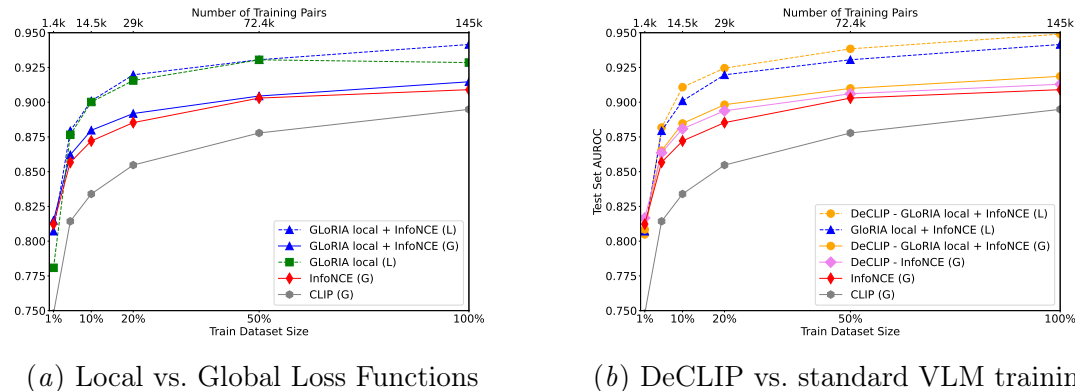 Number of Training Pairs
1.4k 14.5k 29k 72.4k 145k
0.950
0.925
0.900
0.875
0.850
0.825
0.800
0.775
0.750
GLoRIA local + InfoNCE (L)
GLoRIA local + InfoNCE (G)
GLoRIA local (L)
InfoNCE (G)
CLIP (G)
1% 10% 20% 50% 100%
Train Dataset Size
(a) Local vs. Global Loss Functions
Number of Training Pairs
1.4k 14.5k 29k 72.4k 145k
Test Set AUROC
0.950
0.925
0.900
0.875
0.850
0.825
0.800
0.775
0.750
DeCLIP - GLoRIA local + InfoNCE (L)
GloRIA local + InfoNCE (L)
DeCLIP - GLoRIA local + InfoNCE (G)
DeCLIP - InfoNCE (G)
InfoNCE (G)
CLIP (G)
1% 10% 20% 50% 100%
Train Dataset Size
(b) DeCLIP vs. standard VLM trainin